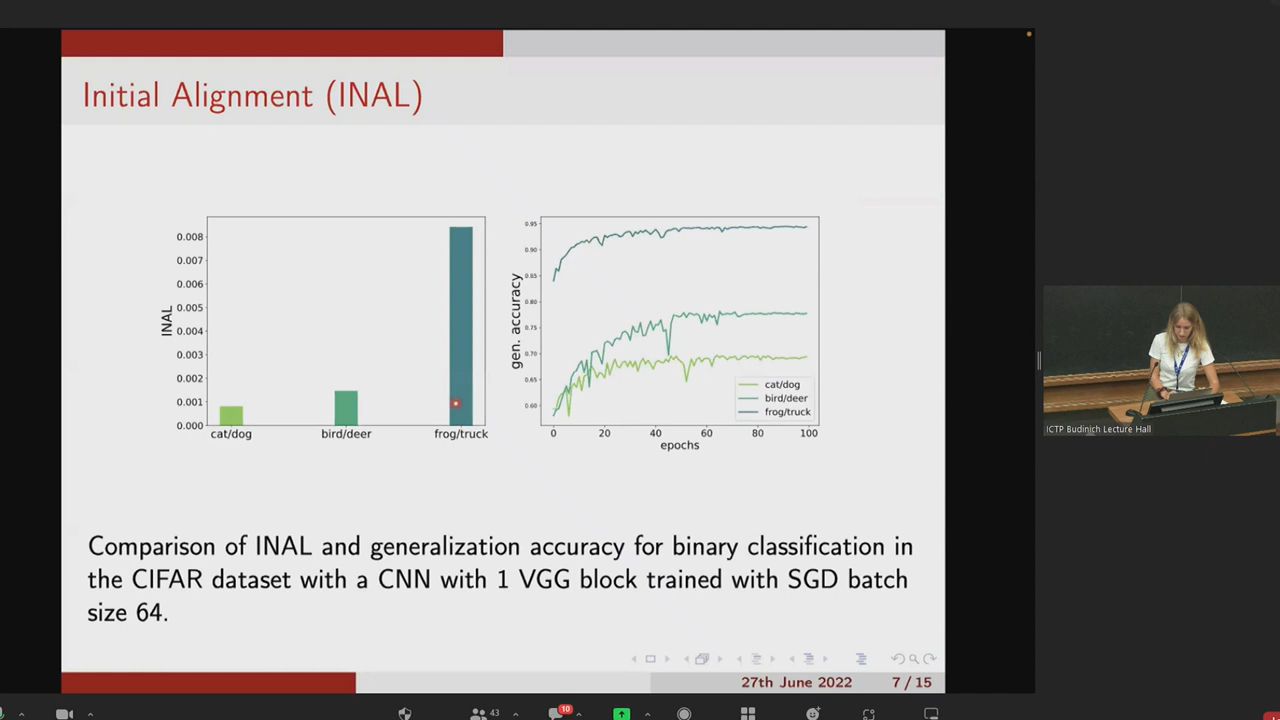 Initial Alignment (INAL)
INAL
0.008
0.007
0.006
0.005
0.004
0.003
0.002
0.001
0.000
cat/dog bird/deer frog/truck
gen. accuracy
0.95
0.90
0.85
0.80
0.75
0.70
0.65
0.60
cat/dog
bird/deer
frog/truck
0 20 40 60 80 100
epochs
Comparison of INAL and generalization accuracy for binary classification in
the CIFAR dataset with a CNN with 1 VGG block trained with SGD batch
size 64.
27th June 2022 7 / 15
ICTP Budinich Lecture Hall
43
10